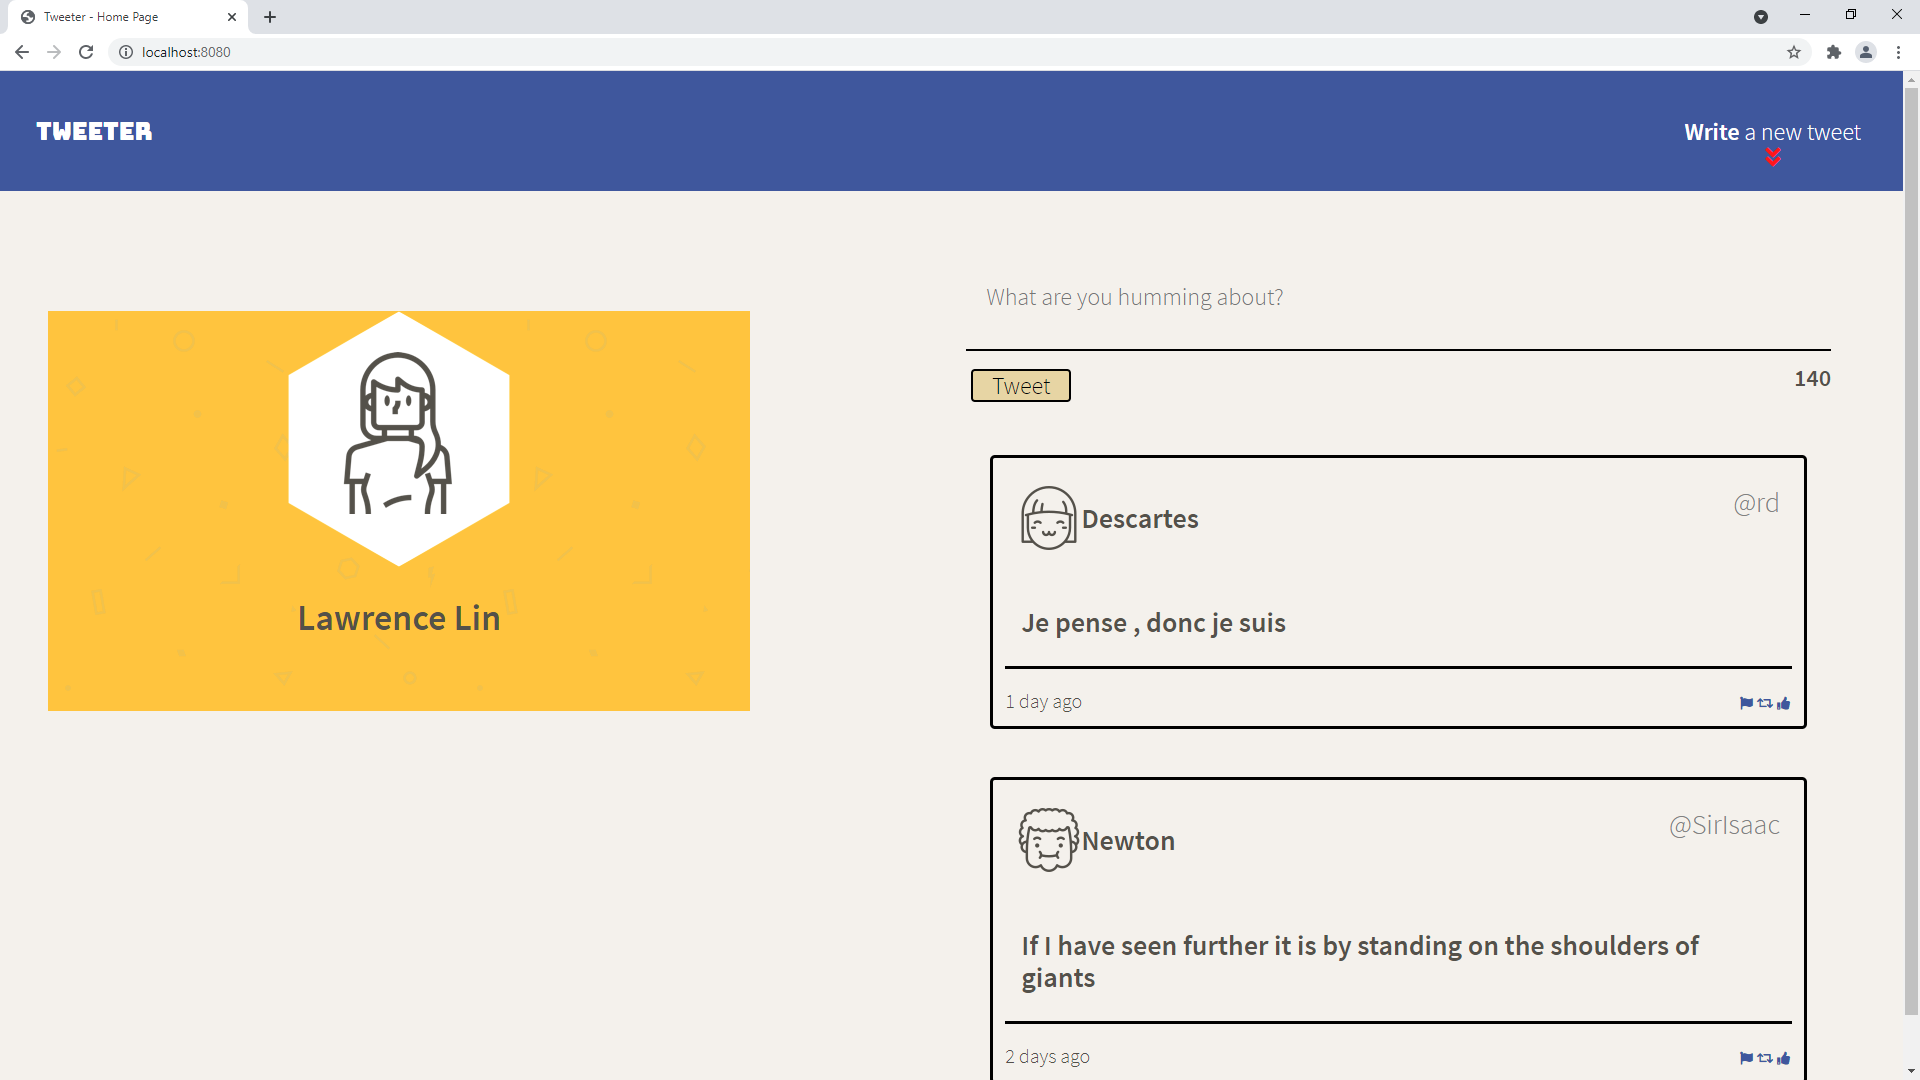 Tweeter - Home Page
localhost:8080
TWEETER
Write a new tweet
Lawrence Lin
What are you humming about?
Tweet
140
Descartes
@rd
Je pense , donc je suis
1 day ago
Newton
@SirIsaac
If I have seen further it is by standing on the shoulders of
giants
2 days ago